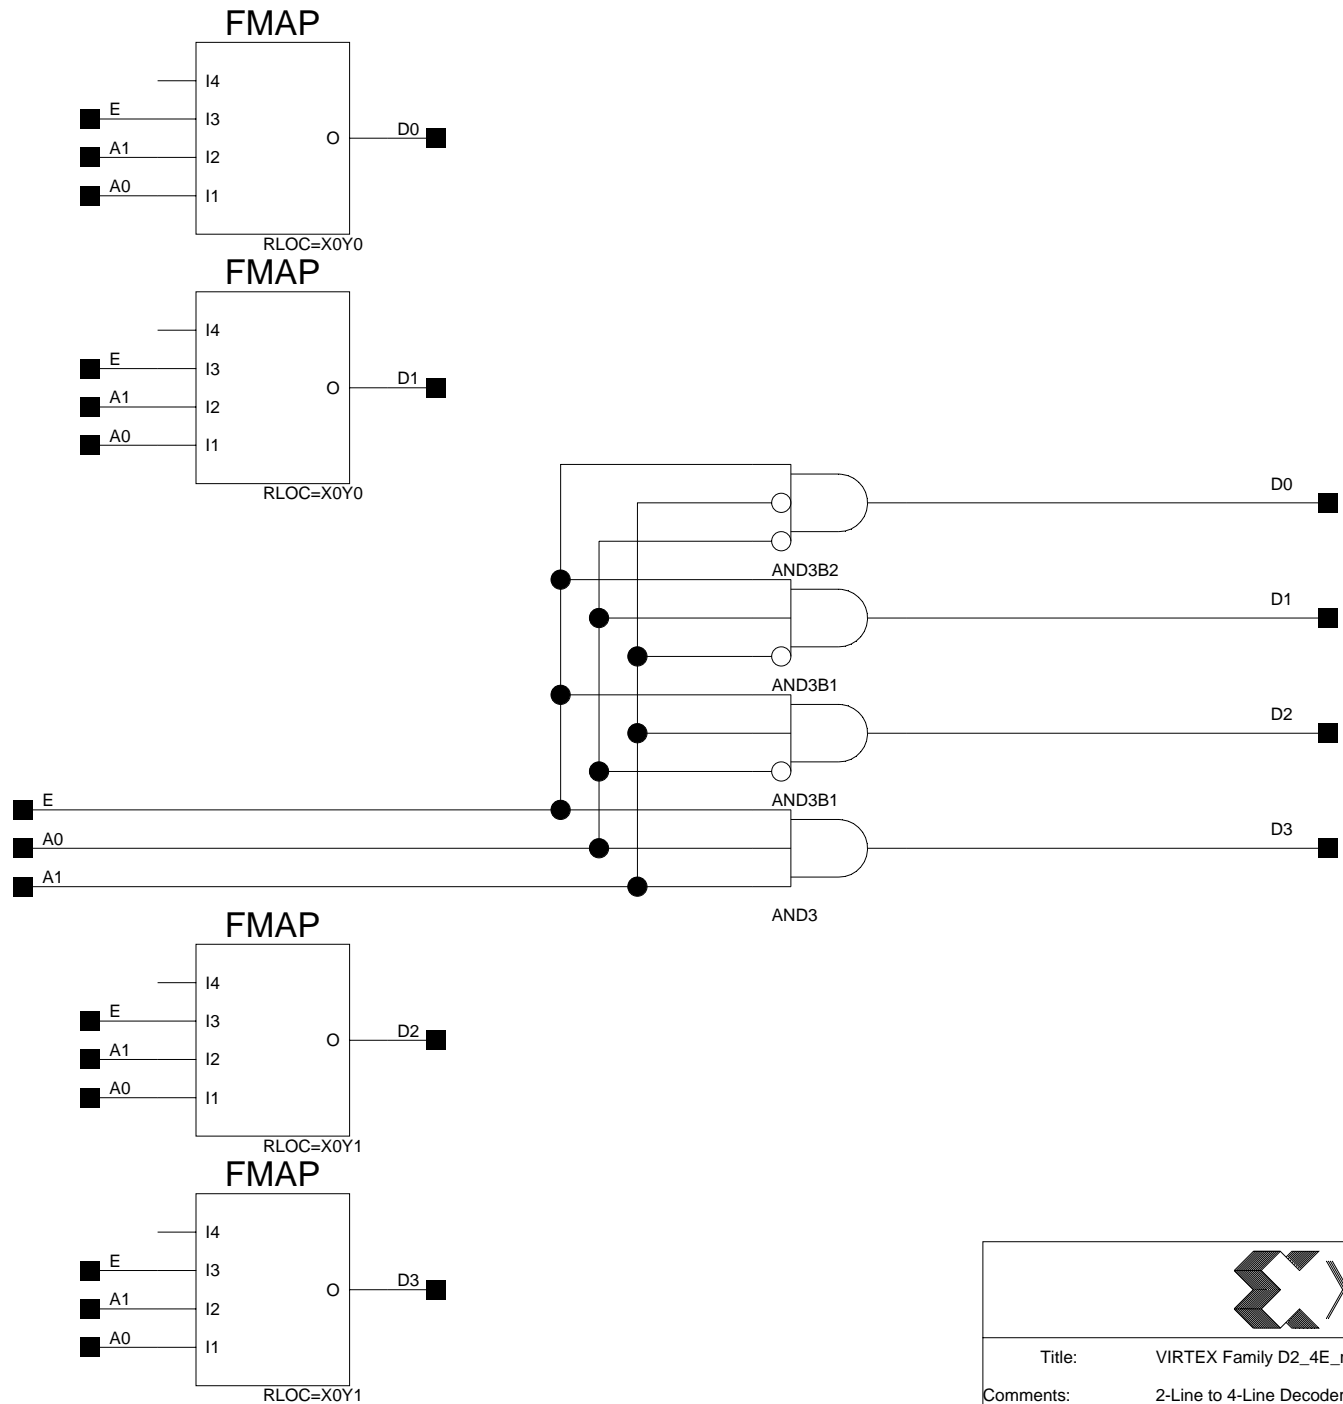 FMAP
I4
E
I3
A1
I2
A0
I1
O
D0
RLOC=X0Y0
FMAP
I4
E
I3
A1
I2
A0
I1
O
D1
RLOC=X0Y0
D0
AND3B2
D1
AND3B1
D2
AND3B1
D3
AND3
E
A0
A1
FMAP
I4
E
I3
A1
I2
A0
I1
O
D2
RLOC=X0Y1
FMAP
I4
E
I3
A1
I2
A0
I1
O
D3
RLOC=X0Y1
Title: VIRTEX Family
Comments: 2-Line to 4-Line Decoder